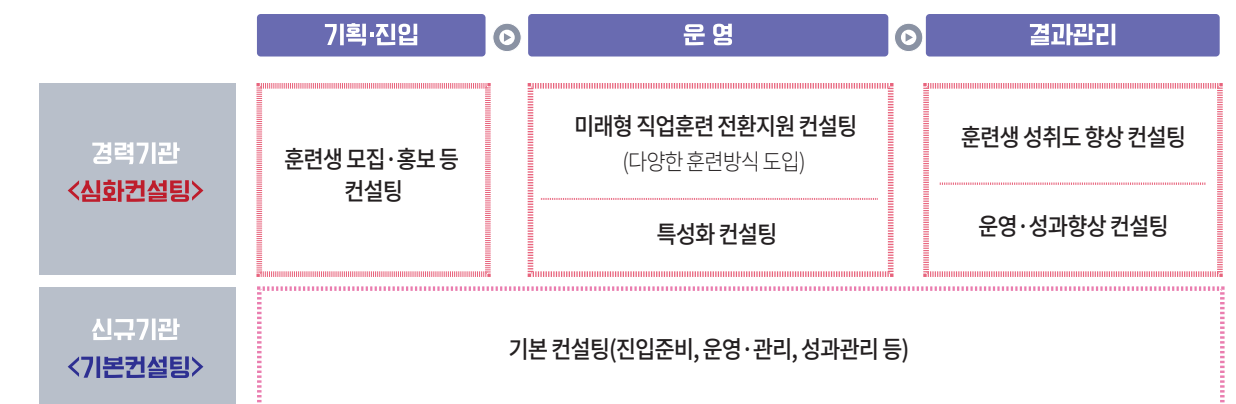 기획·진입
운 영
결과관리
경력기관
<심화컨설팅>
훈련생 모집·홍보 등
컨설팅
미래형 직업훈련 전환지원 컨설팅
(다양한 훈련방식 도입)
특성화 컨설팅
훈련생 성취도 향상 컨설팅
운영·성과향상 컨설팅
신규기관
<기본컨설팅>
기본 컨설팅(진입준비, 운영·관리, 성과관리 등)